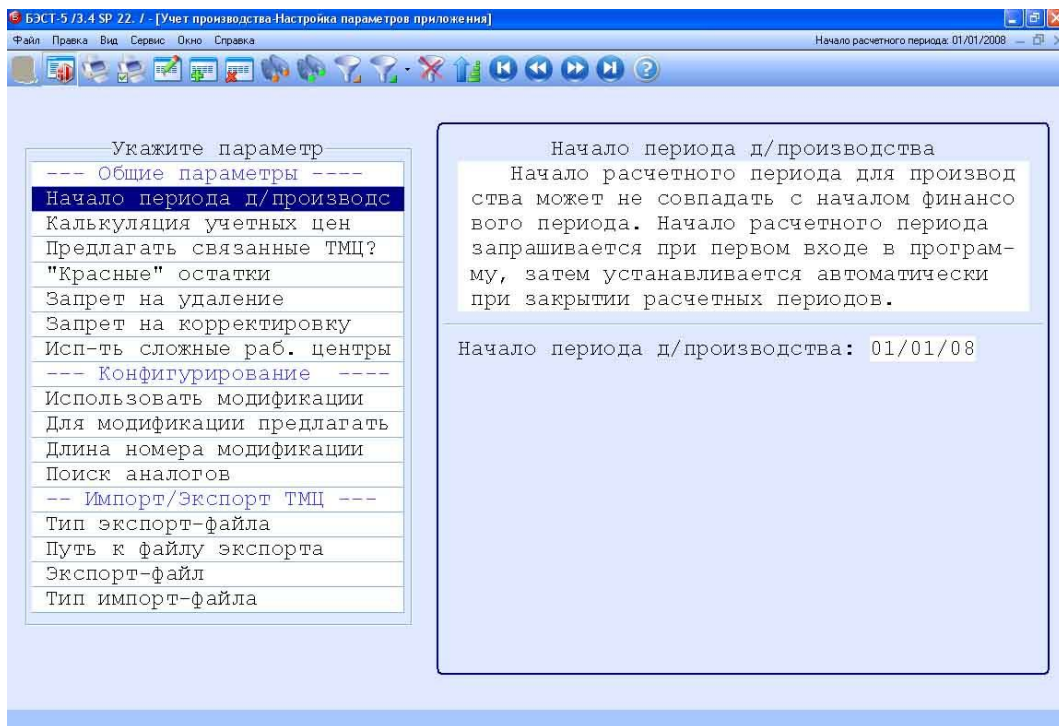 БЭСТ-5 /3.4 SP 22. / - [Учет производства-Настройка параметров приложения]
Файл Правка Вид Сервис Окно Справка
Начало расчетного периода: 01/01/2008
Укажите параметр
--- Общие параметры ----
Начало периода д/производс
Калькуляция учетных цен
Предлагать связанные ТМЦ?
"Красные" остатки
Запрет на удаление
Запрет на корректировку
Исп-ть сложные раб. центры
--- Конфигурирование ----
Использовать модификации
Для модификации предлагать
Длина номера модификации
Поиск аналогов
-- Импорт/Экспорт ТМЦ ---
Тип экспорт-файла
Путь к файлу экспорта
Экспорт-файл
Тип импорт-файла
Начало периода д/производства
Начало расчетного периода для производ
ства может не совпадать с началом финансо
вого периода. Начало расчетного периода
запрашивается при первом входе в програм-
му, затем устанавливается автоматически
при закрытии расчетных периодов.
Начало периода д/производства: 01/01/08